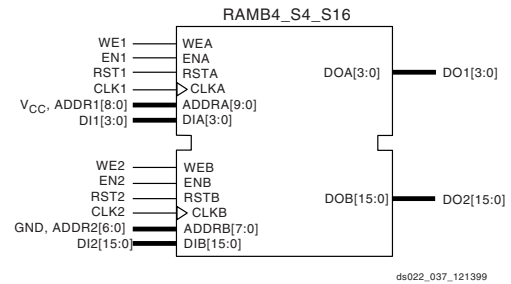 RAMB4_S4_S16
WE1 WEA
EN1 ENA
RST1 RSTA DOA[3:0] DO1[3:0]
CLK1 CLKA
VCC, ADDR1[8:0] ADDRA[9:0]
DI1[3:0] DIA[3:0]
WE2 WEB
EN2 ENB
RST2 RSTB DOB[15:0] DO2[15:0]
CLK2 CLKB
GND, ADDR2[6:0] ADDRB[7:0]
DI2[15:0] DIB[15:0]
ds022_037_121399